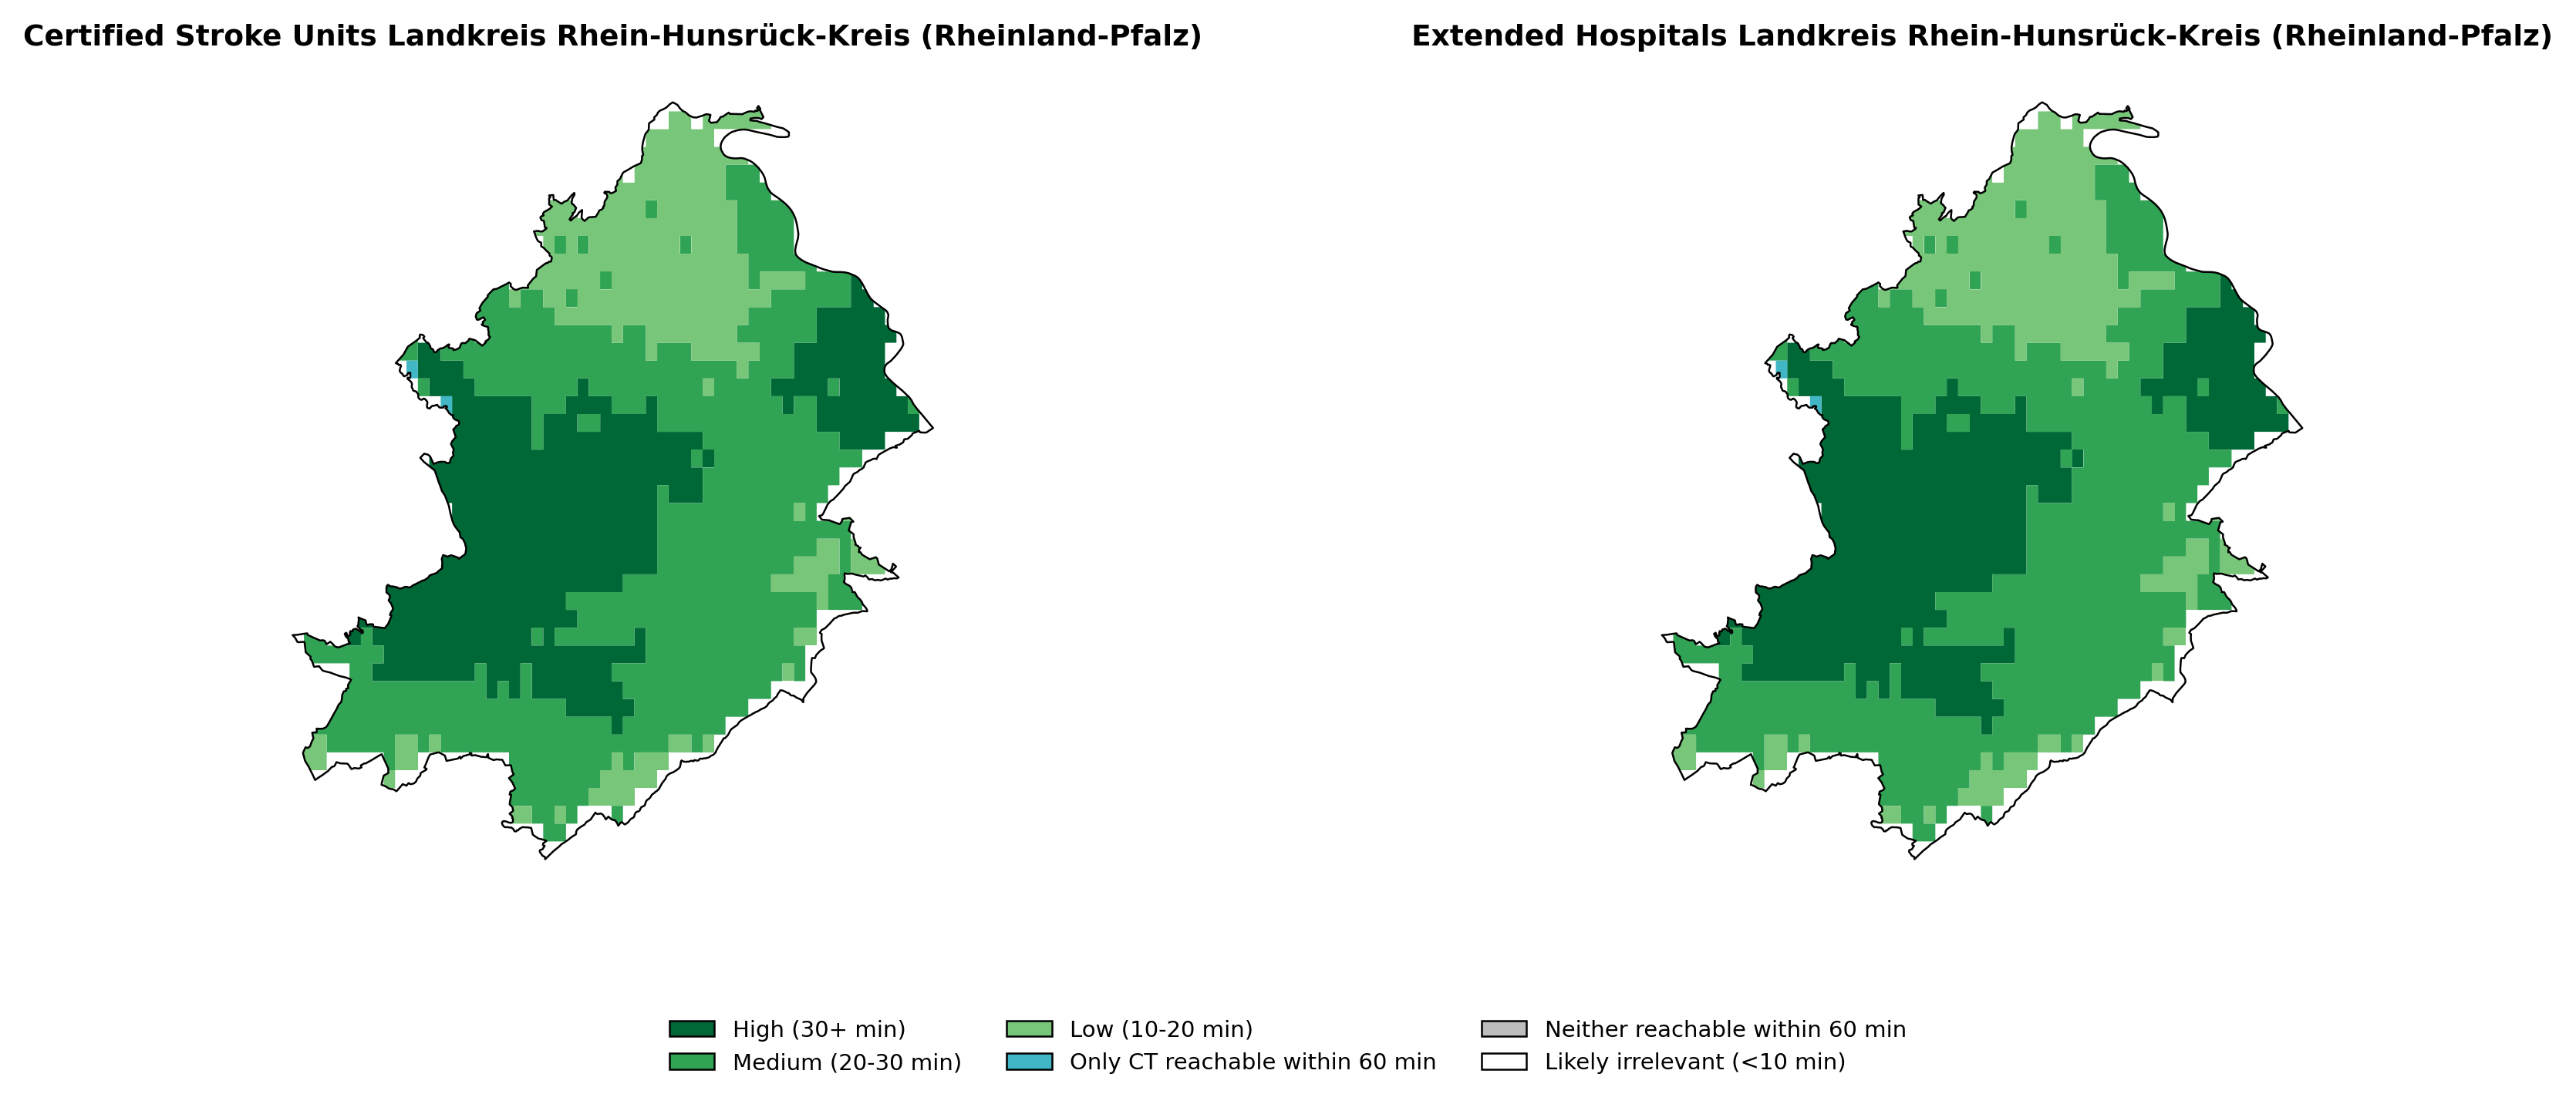 Certified Stroke Units Landkreis Rhein-Hunsrück-Kreis (Rheinland-Pfalz)
Extended Hospitals Landkreis Rhein-Hunsrück-Kreis (Rheinland-Pfalz)
High (30+ min)
Medium (20-30 min)
Low (10-20 min)
Only CT reachable within 60 min
Neither reachable within 60 min
Likely irrelevant (<10 min)